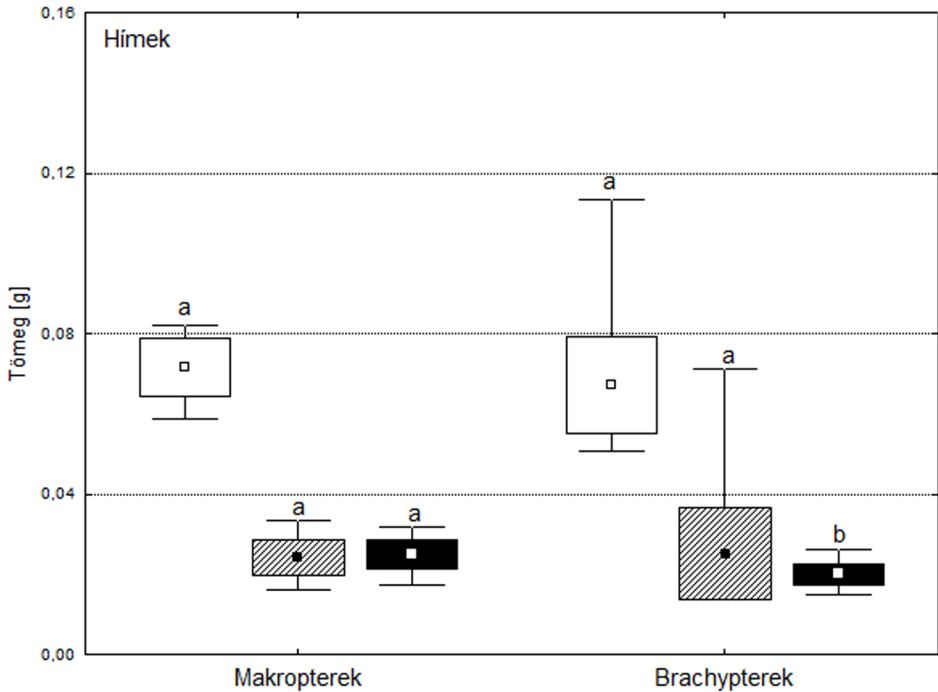 0,16
Hímek
0,12
0,08
0,04
0,00
Tömeg [g]
a
a
a
a
a
b
Makropterek
Brachypterek